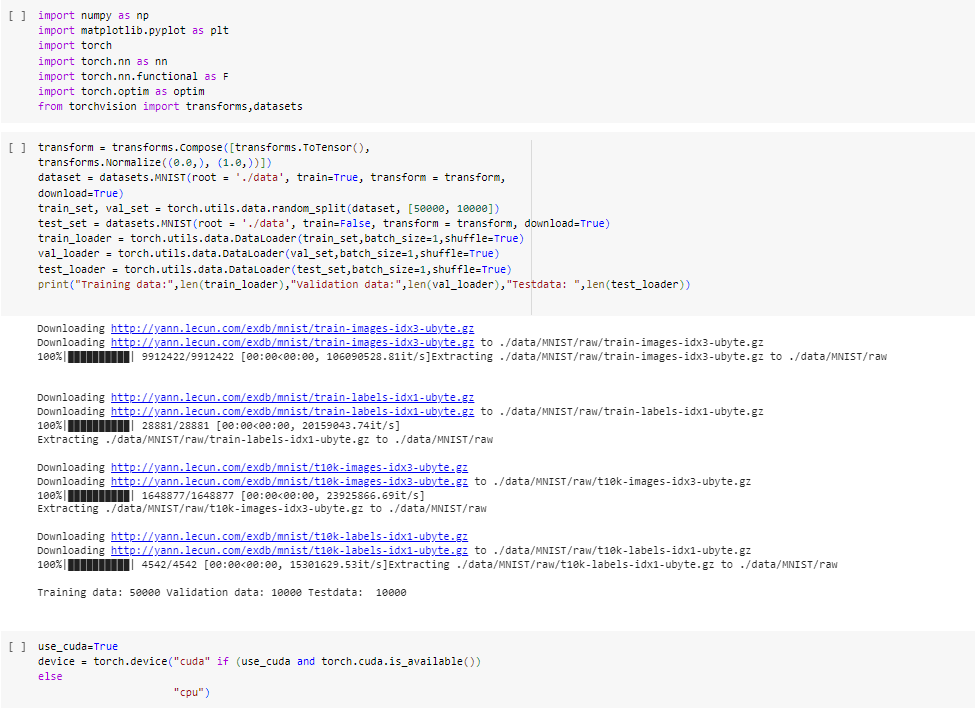 [ ] import numpy as np
import matplotlib.pyplot as plt
import torch
import torch.nn as nn
import torch.nn.functional as F
import torch.optim as optim
from torchvision import transforms,datasets
[ ] transform = transforms.Compose([transforms.ToTensor(),
transforms.Normalize((0.0,), (1.0,))])
dataset = datasets.MNIST(root = './data', train=True, transform = transform,
download=True)
train_set, val_set = torch.utils.data.random_split(dataset, [50000, 10000])
test_set = datasets.MNIST(root = './data', train=False, transform = transform, download=True)
train_loader = torch.utils.data.DataLoader(train_set,batch_size=1,shuffle=True)
val_loader = torch.utils.data.DataLoader(val_set,batch_size=1,shuffle=True)
test_loader = torch.utils.data.DataLoader(test_set,batch_size=1,shuffle=True)
print("Training data:",len(train_loader),"Validation data:",len(val_loader),"Testdata: ",len(test_loader))
Downloading http://yann.lecun.com/exdb/mnist/train-images-idx3-ubyte.gz
Downloading http://yann.lecun.com/exdb/mnist/train-images-idx3-ubyte.gz to ./data/MNIST/raw/train-images-idx3-ubyte.gz
100%|██████████| 9912422/9912422 [00:00<00:00, 106090528.81it/s]Extracting ./data/MNIST/raw/train-images-idx3-ubyte.gz to ./data/MNIST/raw
Downloading http://yann.lecun.com/exdb/mnist/train-labels-idx1-ubyte.gz
Downloading http://yann.lecun.com/exdb/mnist/train-labels-idx1-ubyte.gz to ./data/MNIST/raw/train-labels-idx1-ubyte.gz
100%|██████████| 28881/28881 [00:00<00:00, 20159043.74it/s]
Extracting ./data/MNIST/raw/train-labels-idx1-ubyte.gz to ./data/MNIST/raw
Downloading http://yann.lecun.com/exdb/mnist/t10k-images-idx3-ubyte.gz
Downloading http://yann.lecun.com/exdb/mnist/t10k-images-idx3-ubyte.gz to ./data/MNIST/raw/t10k-images-idx3-ubyte.gz
100%|██████████| 1648877/1648877 [00:00<00:00, 23925866.69it/s]
Extracting ./data/MNIST/raw/t10k-images-idx3-ubyte.gz to ./data/MNIST/raw
Downloading http://yann.lecun.com/exdb/mnist/t10k-labels-idx1-ubyte.gz
Downloading http://yann.lecun.com/exdb/mnist/t10k-labels-idx1-ubyte.gz to ./data/MNIST/raw/t10k-labels-idx1-ubyte.gz
100%|██████████| 4542/4542 [00:00<00:00, 15301629.53it/s]Extracting ./data/MNIST/raw/t10k-labels-idx1-ubyte.gz to ./data/MNIST/raw
Training data: 50000 Validation data: 10000 Testdata:  10000
[ ] use_cuda=True
device = torch.device("cuda" if (use_cuda and torch.cuda.is_available())
else
"cpu")